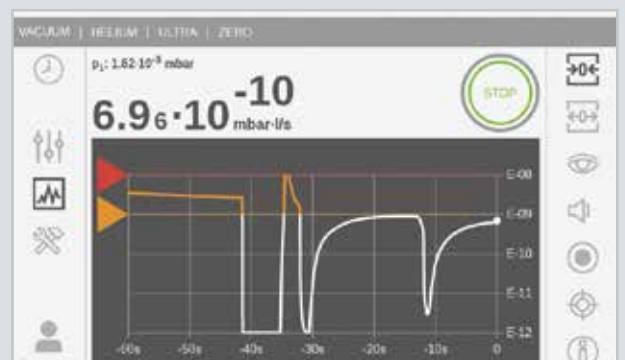 VACUUM | HELIUM | ULTRA | ZERO
p₁: 1.62·10⁻³ mbar
6.96·10⁻¹⁰ mbar·l/s
STOP
E-08
E-09
E-10
E-11
E-12
-60s -50s -40s -30s -20s -10s 0